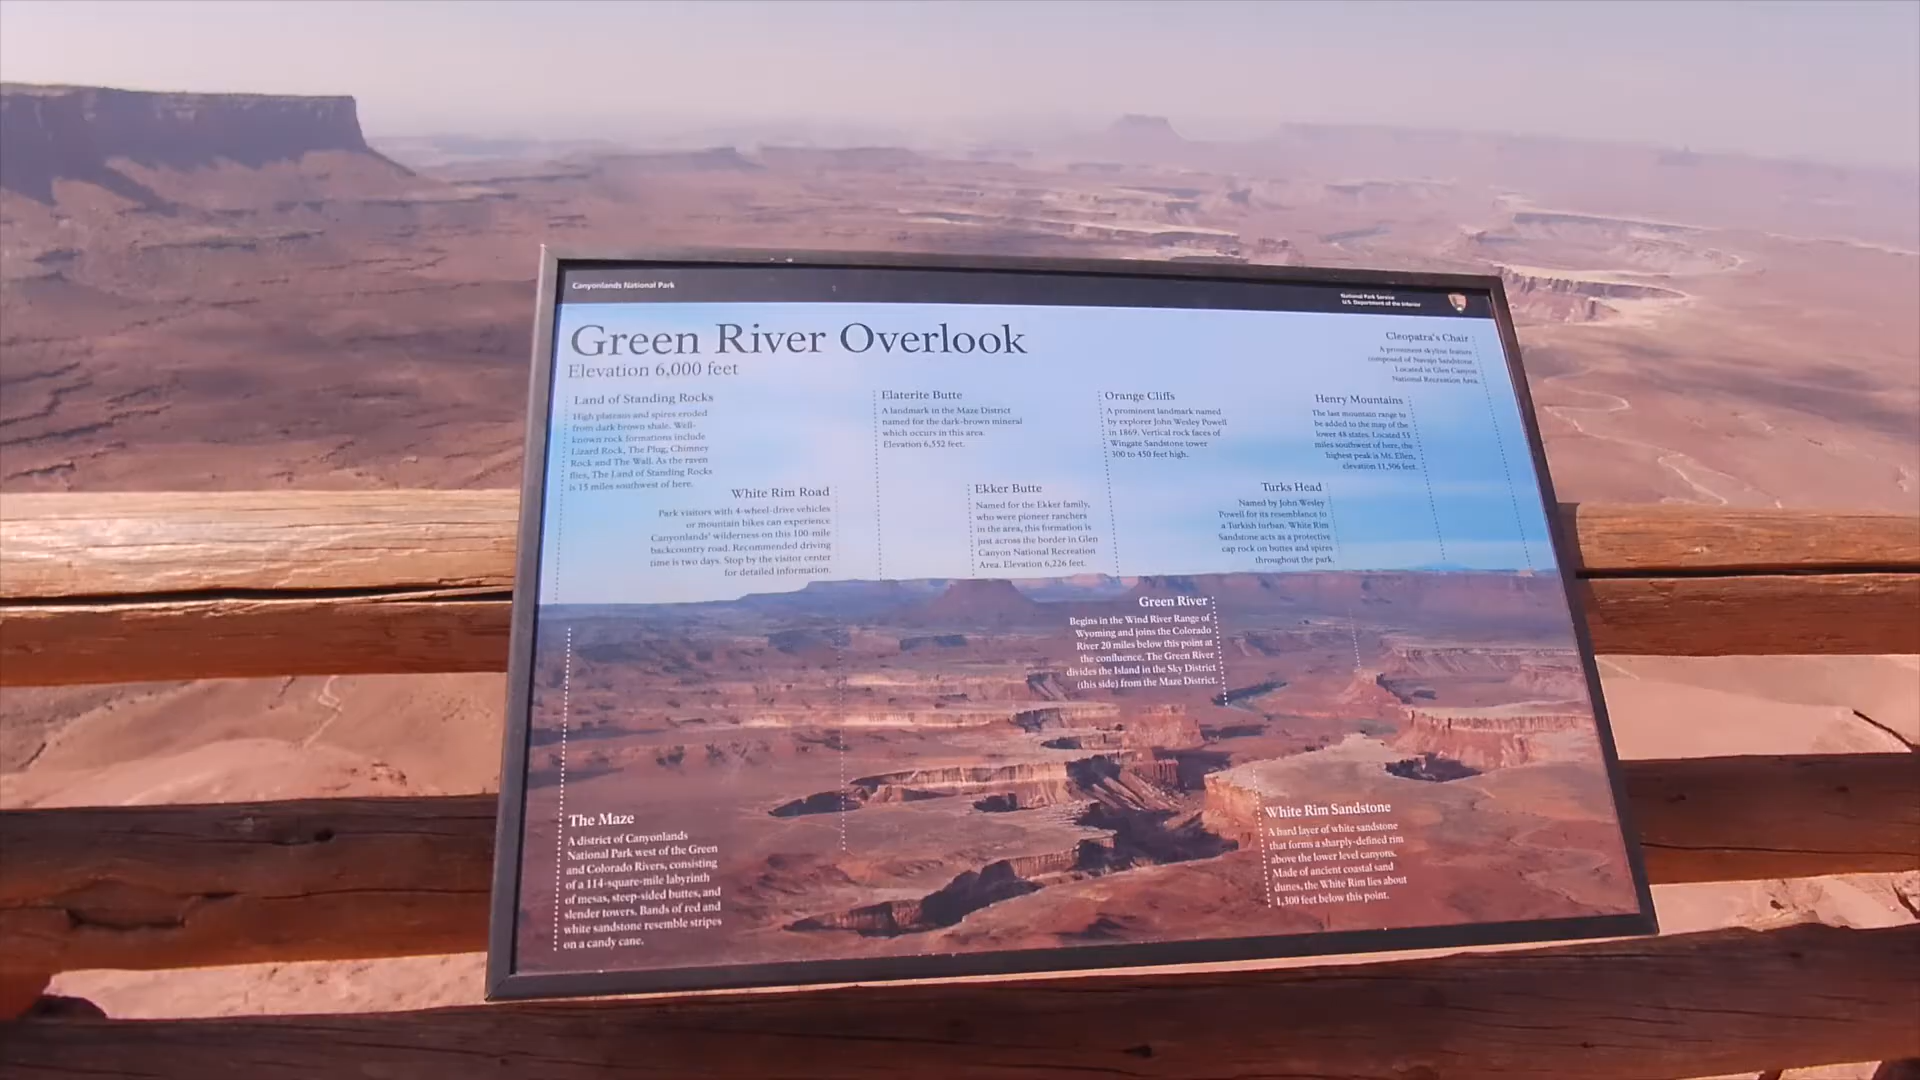 Canyonlands National Park
National Park Service
U.S. Department of the Interior
Green River Overlook
Elevation 6,000 feet
Cleopatra's Chair
A prominent skyline feature
composed of Navajo Sandstone.
Located in Glen Canyon
National Recreation Area.
Land of Standing Rocks
High plateaus and spires eroded
from dark brown shale. Well-
known rock formations include
Lizard Rock, The Plug, Chimney
Rock and The Wall. As the raven
flies, The Land of Standing Rocks
is 15 miles southwest of here.
Elaterite Butte
A landmark in the Maze District
named for the dark-brown mineral
which occurs in this area.
Elevation 6,552 feet.
Orange Cliffs
A prominent landmark named
by explorer John Wesley Powell
in 1869. Vertical rock faces of
Wingate Sandstone tower
300 to 450 feet high.
Henry Mountains
The last mountain range to
be added to the map of the
lower 48 states. Located 55
miles southwest of here, the
highest peak is Mt. Ellen,
elevation 11,506 feet.
White Rim Road
Park visitors with 4-wheel-drive vehicles
or mountain bikes can experience
Canyonlands' wilderness on this 100-mile
backcountry road. Recommended driving
time is two days. Stop by the visitor center
for detailed information.
Ekker Butte
Named for the Ekker family,
who were pioneer ranchers
in the area, this formation is
just across the border in Glen
Canyon National Recreation
Area. Elevation 6,226 feet.
Turks Head
Named by John Wesley
Powell for its resemblance to
a Turkish turban. White Rim
Sandstone acts as a protective
cap rock on buttes and spires
throughout the park.
Green River
Begins in the Wind River Range of
Wyoming and joins the Colorado
River 20 miles below this point at
the confluence. The Green River
divides the Island in the Sky District
(this side) from the Maze District.
The Maze
A district of Canyonlands
National Park west of the Green
and Colorado Rivers, consisting
of a 114-square-mile labyrinth
of mesas, steep-sided buttes, and
slender towers. Bands of red and
white sandstone resemble stripes
on a candy cane.
White Rim Sandstone
A hard layer of white sandstone
that forms a sharply-defined rim
above the lower level canyons.
Made of ancient coastal sand
dunes, the White Rim lies about
1,300 feet below this point.